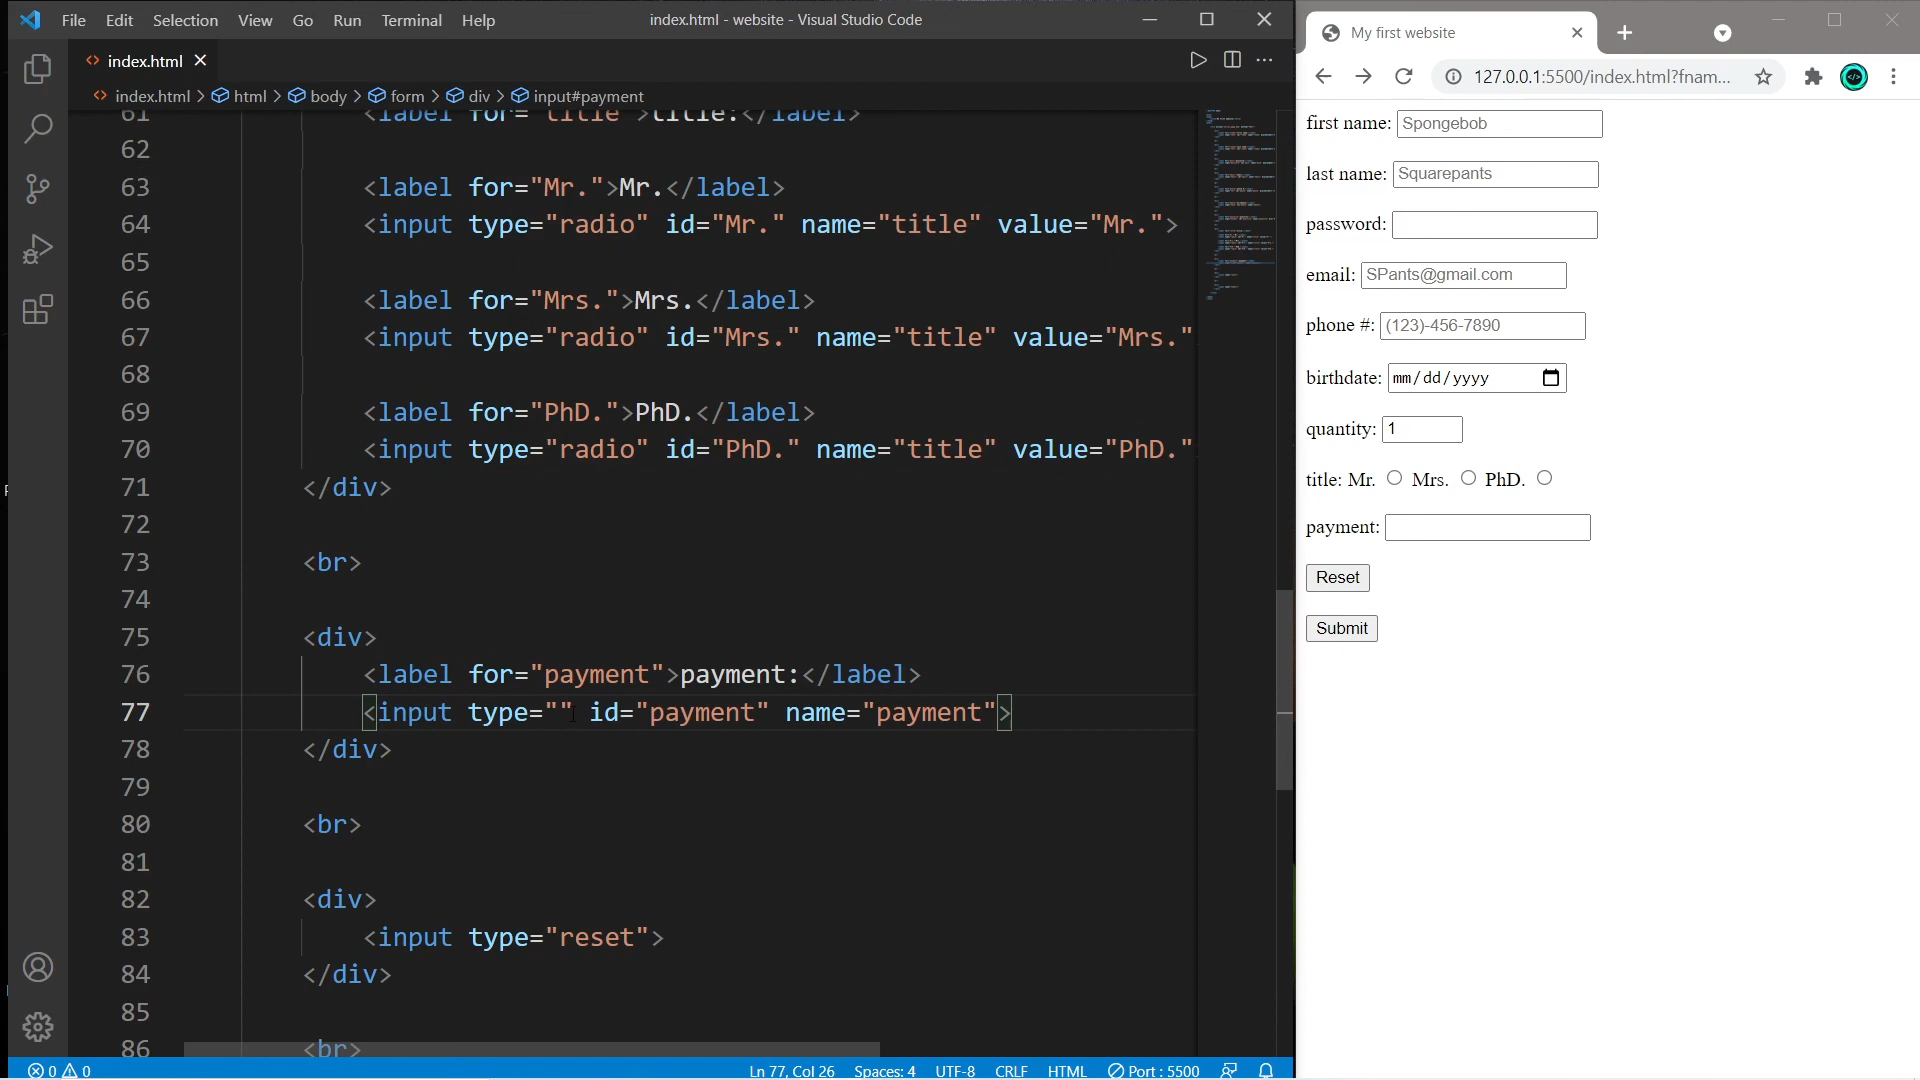 File Edit Selection View Go Run Terminal Help
index.html - website - Visual Studio Code
index.html
index.html > html > body > form > div > input#payment
61 <label for="title">title:</label>
62
63 <label for="Mr.">Mr.</label>
64 <input type="radio" id="Mr." name="title" value="Mr.">
65
66 <label for="Mrs.">Mrs.</label>
67 <input type="radio" id="Mrs." name="title" value="Mrs."
68
69 <label for="PhD.">PhD.</label>
70 <input type="radio" id="PhD." name="title" value="PhD."
71 </div>
72
73 <br>
74
75 <div>
76 <label for="payment">payment:</label>
77 <input type="" id="payment" name="payment">
78 </div>
79
80 <br>
81
82 <div>
83 <input type="reset">
84 </div>
85
86 <br>
0 0
Ln 77, Col 26 Spaces: 4 UTF-8 CRLF HTML Port : 5500
My first website
127.0.0.1:5500/index.html?fnam...
first name: Spongebob
last name: Squarepants
password:
email: SPants@gmail.com
phone #: (123)-456-7890
birthdate: mm/dd/yyyy
quantity: 1
title: Mr. Mrs. PhD.
payment:
Reset
Submit